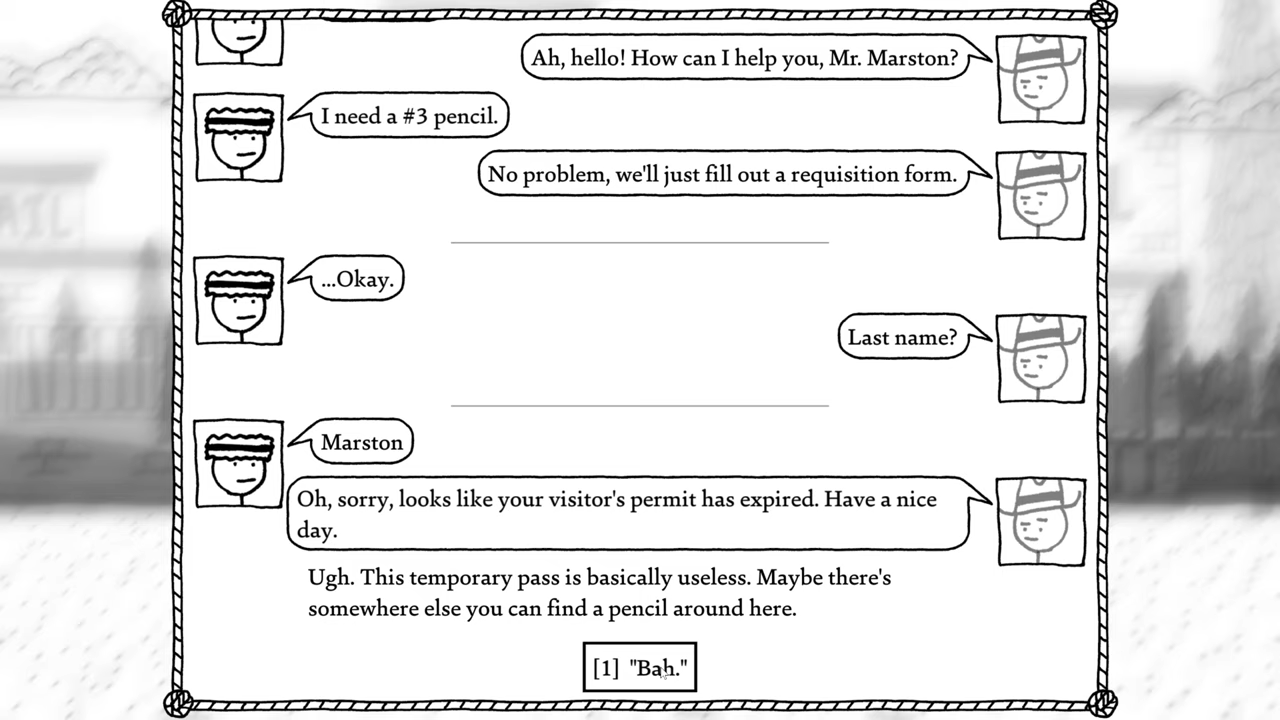 Ah, hello! How can I help you, Mr. Marston?
I need a #3 pencil.
No problem, we'll just fill out a requisition form.
...Okay.
Last name?
Marston
Oh, sorry, looks like your visitor's permit has expired. Have a nice
day.
Ugh. This temporary pass is basically useless. Maybe there's
somewhere else you can find a pencil around here.
[1] "Bah."